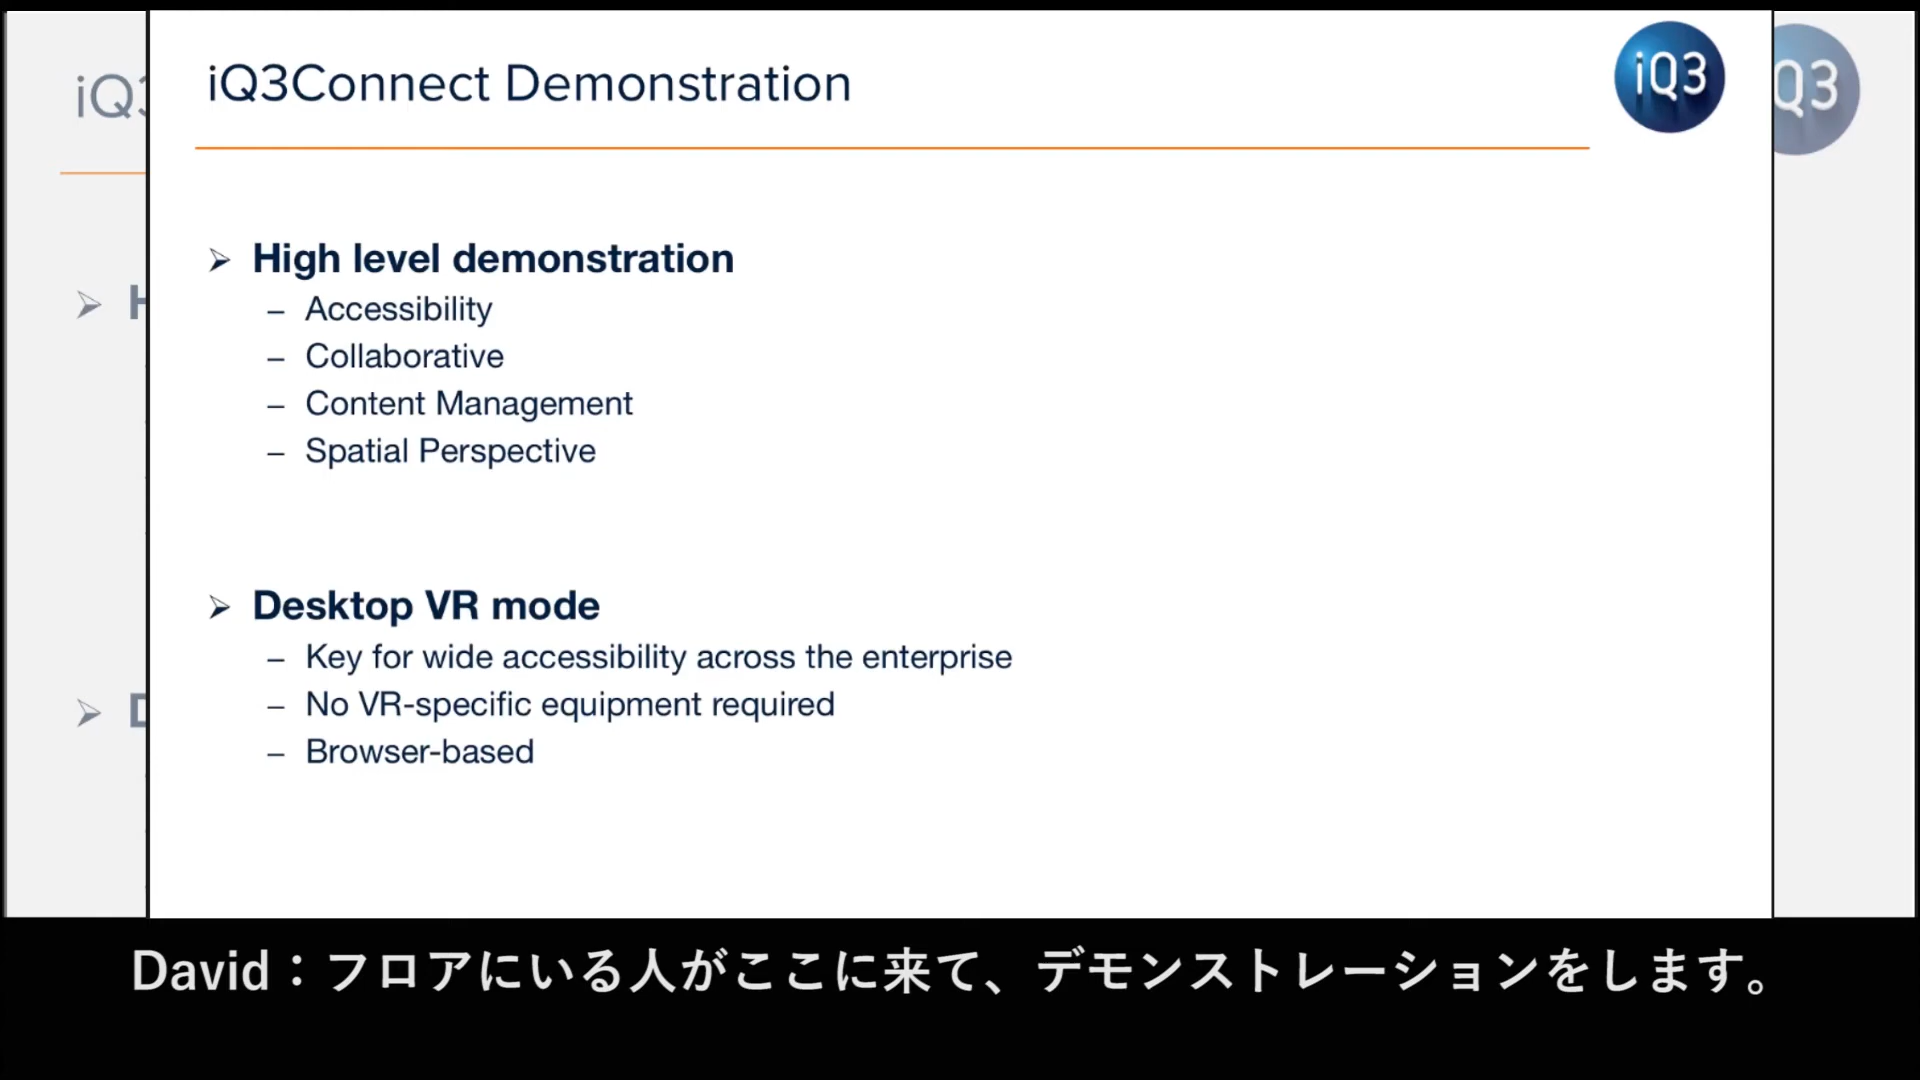 iQ3Connect Demonstration
iQ3
➢ High level demonstration
– Accessibility
– Collaborative
– Content Management
– Spatial Perspective
➢ Desktop VR mode
– Key for wide accessibility across the enterprise
– No VR-specific equipment required
– Browser-based
iQ3
Q3
➢ H
➢ D
David：フロアにいる人がここに来て、デモンストレーションをします。